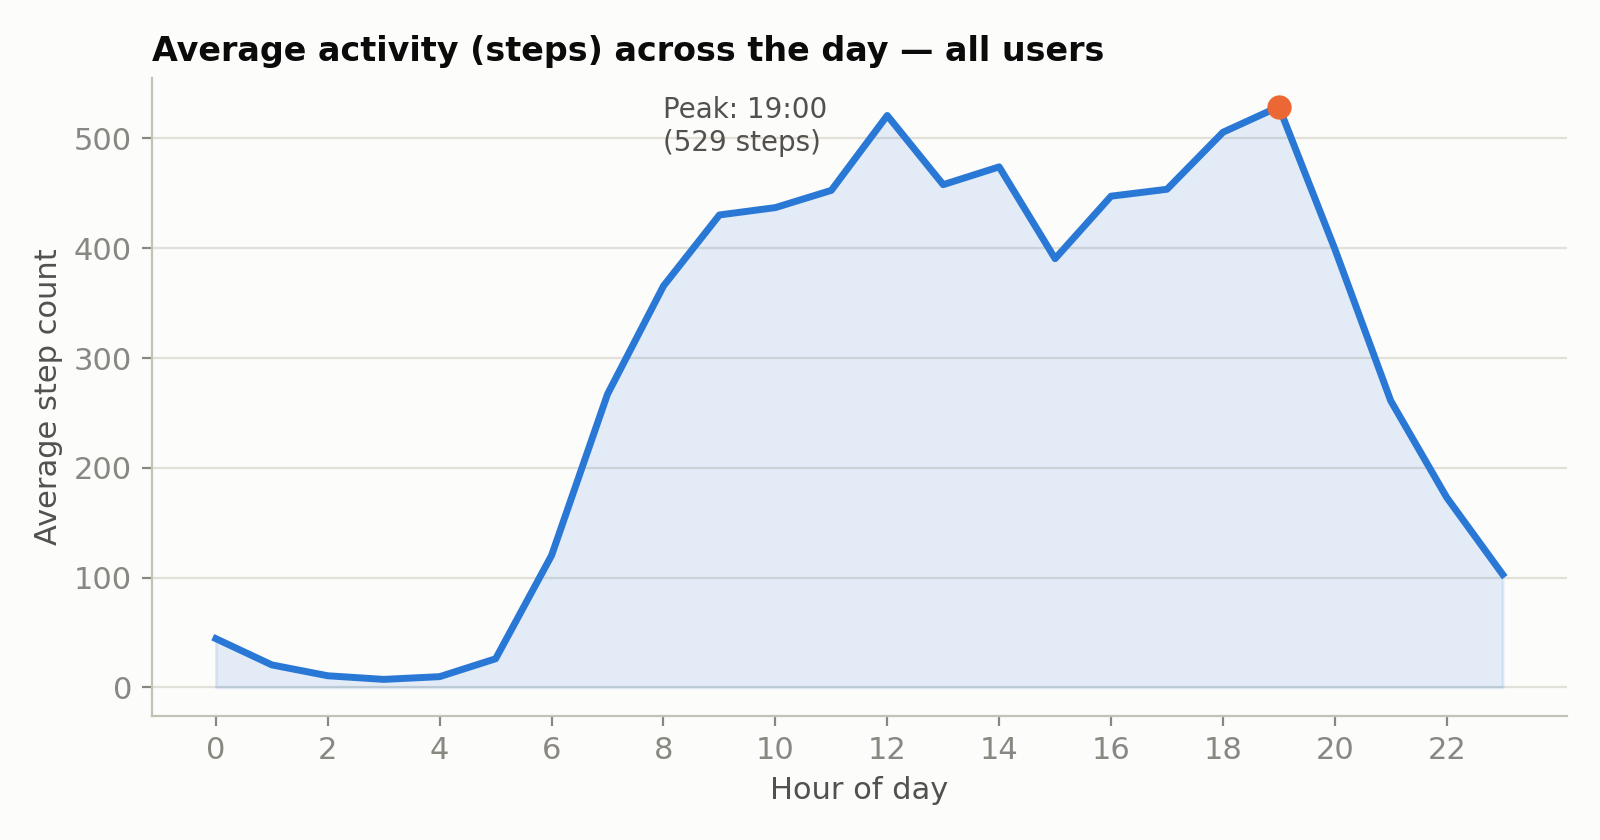 Average activity (steps) across the day — all users
Peak: 19:00
(529 steps)
500
400
300
200
100
0
Average step count
0 2 4 6 8 10 12 14 16 18 20 22
Hour of day